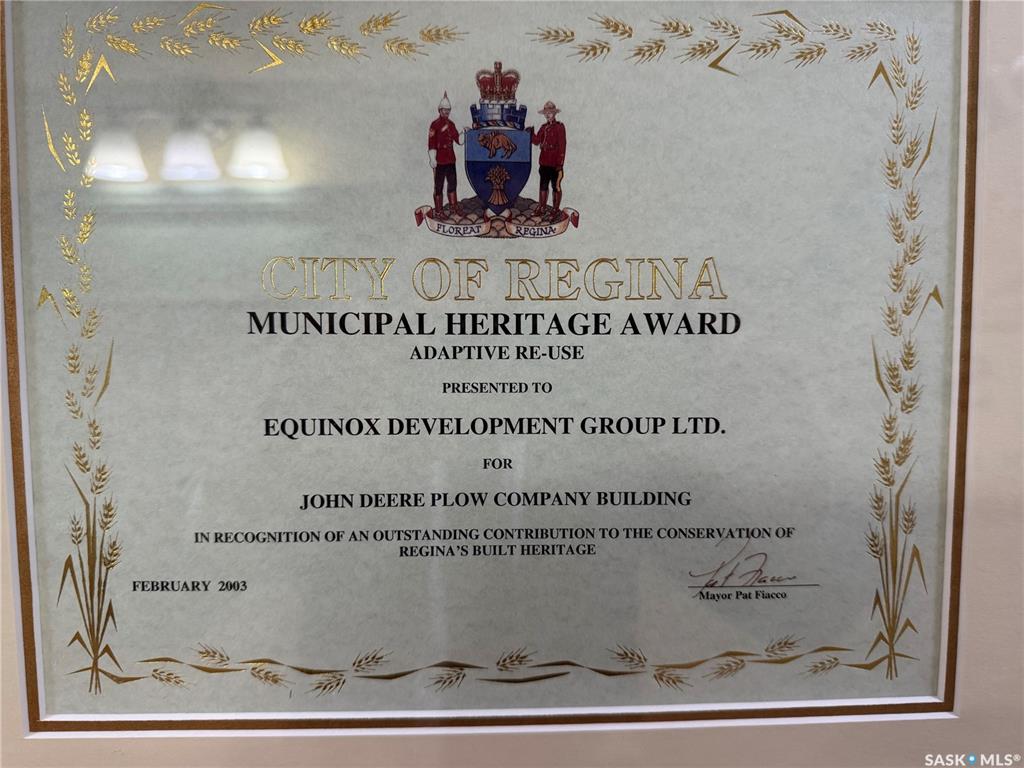 FLOREAT REGINA
CITY OF REGINA
MUNICIPAL HERITAGE AWARD
ADAPTIVE RE-USE
PRESENTED TO
EQUINOX DEVELOPMENT GROUP LTD.
FOR
JOHN DEERE PLOW COMPANY BUILDING
IN RECOGNITION OF AN OUTSTANDING CONTRIBUTION TO THE CONSERVATION OF
REGINA'S BUILT HERITAGE
FEBRUARY 2003
Pat Fiacco
Mayor Pat Fiacco
SASK MLS®